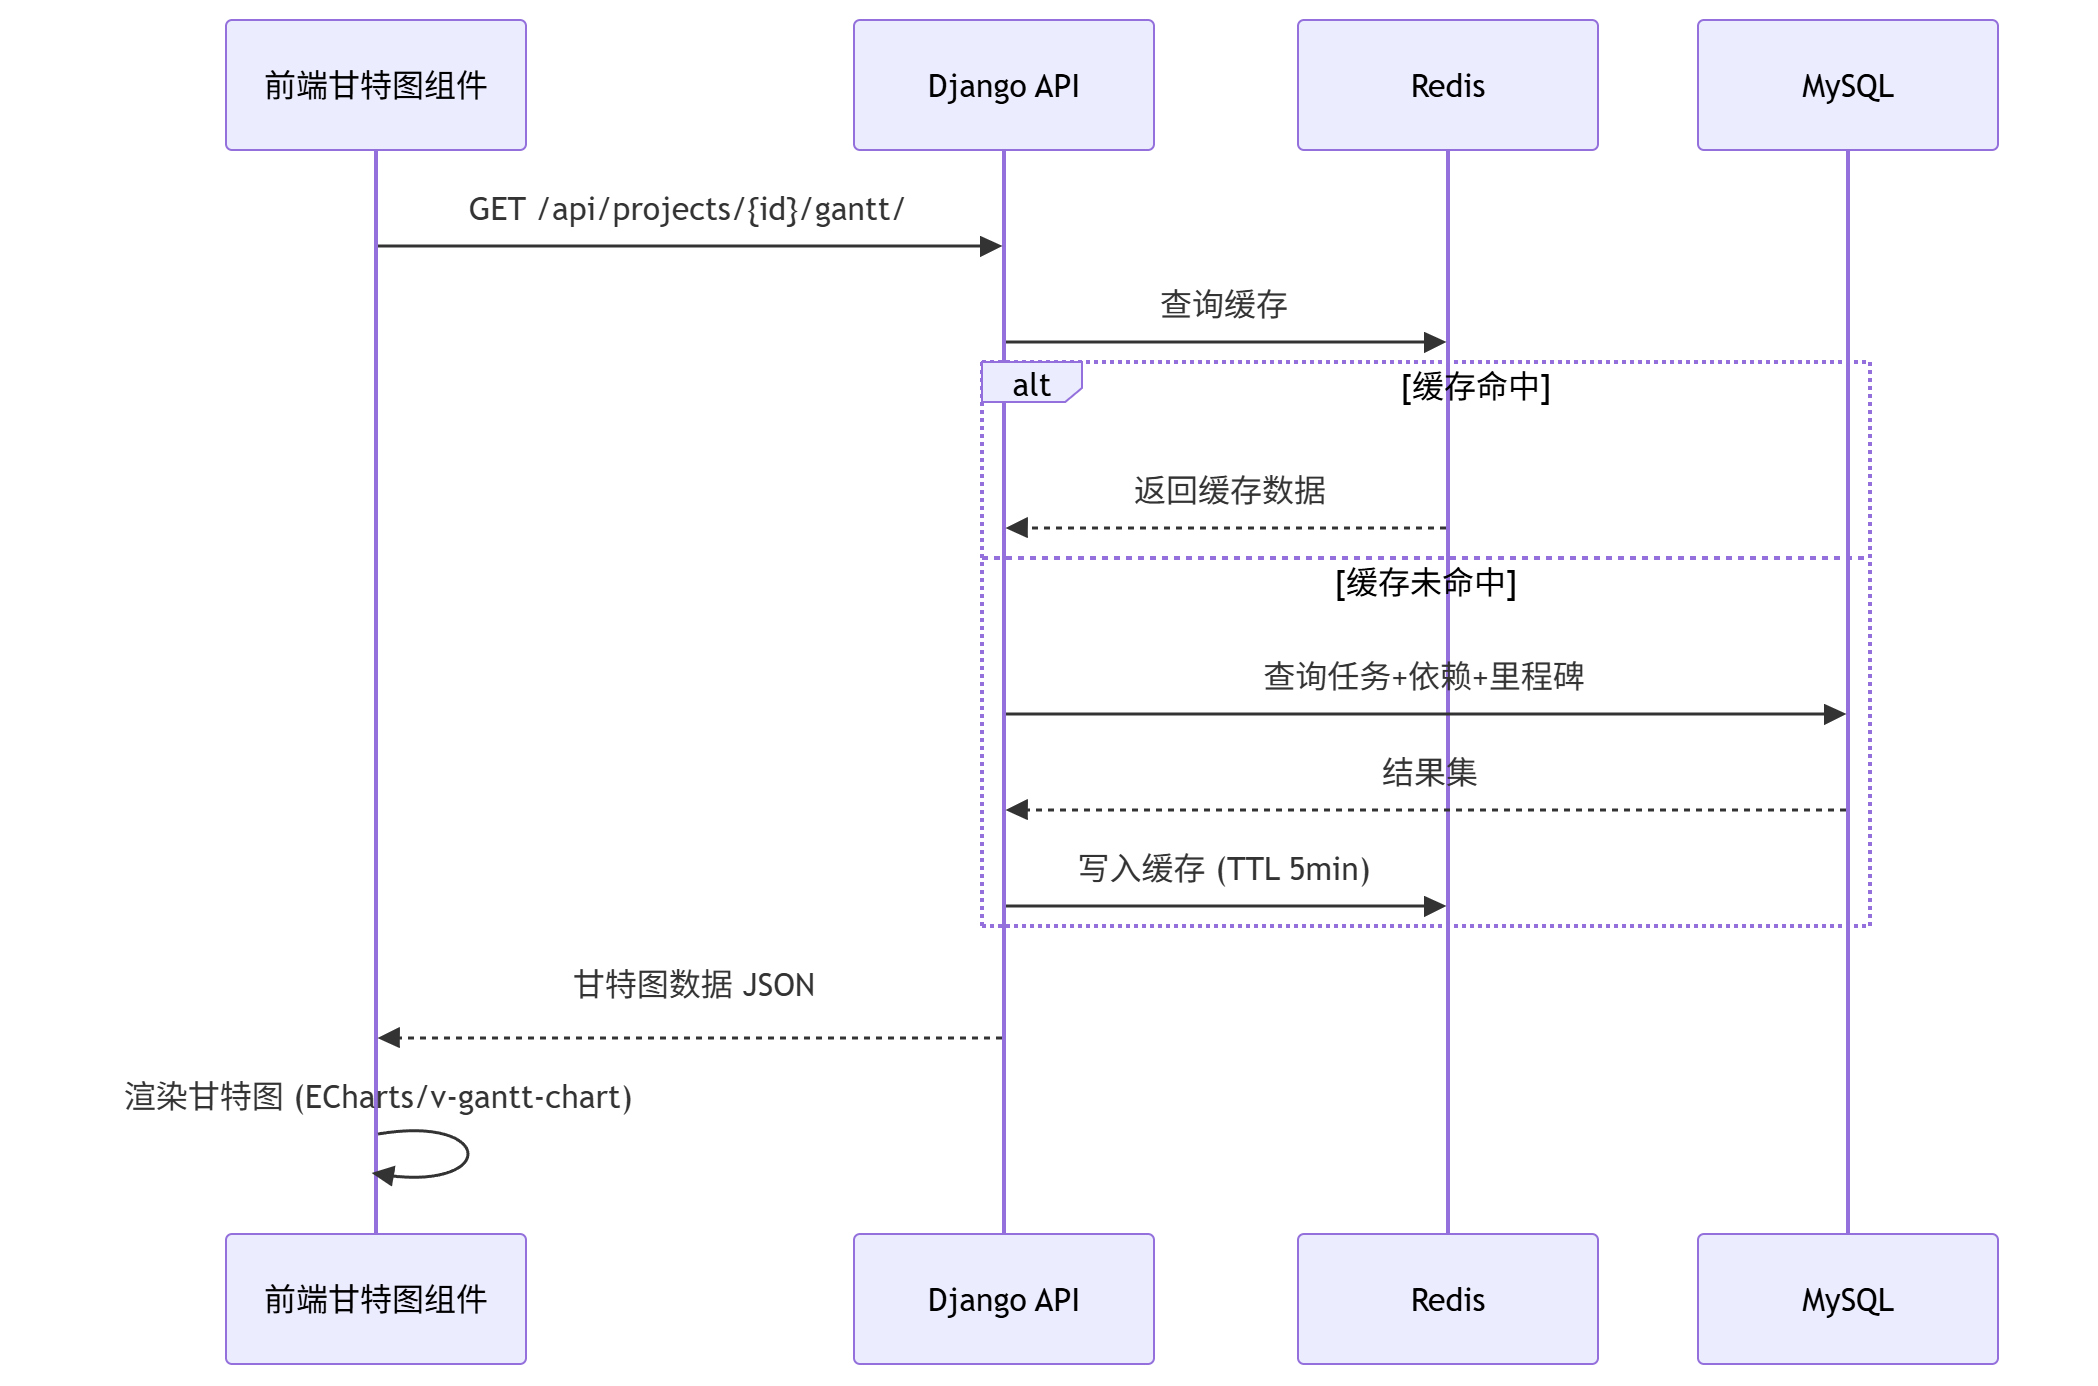 前端甘特图组件
Django API
Redis
MySQL
GET /api/projects/{id}/gantt/
查询缓存
alt
[缓存命中]
返回缓存数据
[缓存未命中]
查询任务+依赖+里程碑
结果集
写入缓存 (TTL 5min)
甘特图数据 JSON
渲染甘特图 (ECharts/v-gantt-chart)
前端甘特图组件
Django API
Redis
MySQL